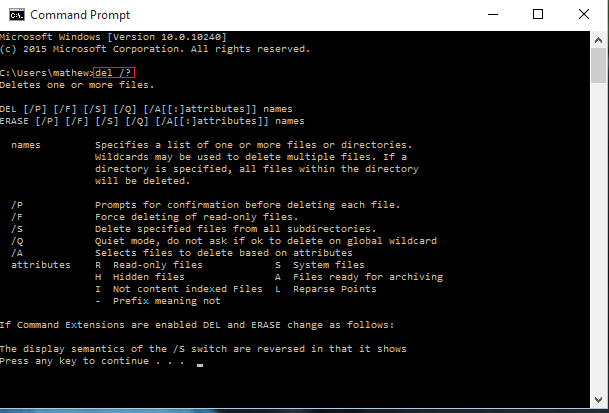 Command Prompt
Microsoft Windows [Version 10.0.10240]
(c) 2015 Microsoft Corporation. All rights reserved.
C:\Users\mathew>del /?
Deletes one or more files.
DEL [/P] [/F] [/S] [/Q] [/A[[:]attributes]] names
ERASE [/P] [/F] [/S] [/Q] [/A[[:]attributes]] names
names Specifies a list of one or more files or directories.
Wildcards may be used to delete multiple files. If a
directory is specified, all files within the directory
will be deleted.
/P Prompts for confirmation before deleting each file.
/F Force deleting of read-only files.
/S Delete specified files from all subdirectories.
/Q Quiet mode, do not ask if ok to delete on global wildcard
/A Selects files to delete based on attributes
attributes R Read-only files S System files
H Hidden files A Files ready for archiving
I Not content indexed Files L Reparse Points
- Prefix meaning not
If Command Extensions are enabled DEL and ERASE change as follows:
The display semantics of the /S switch are reversed in that it shows
Press any key to continue . . .